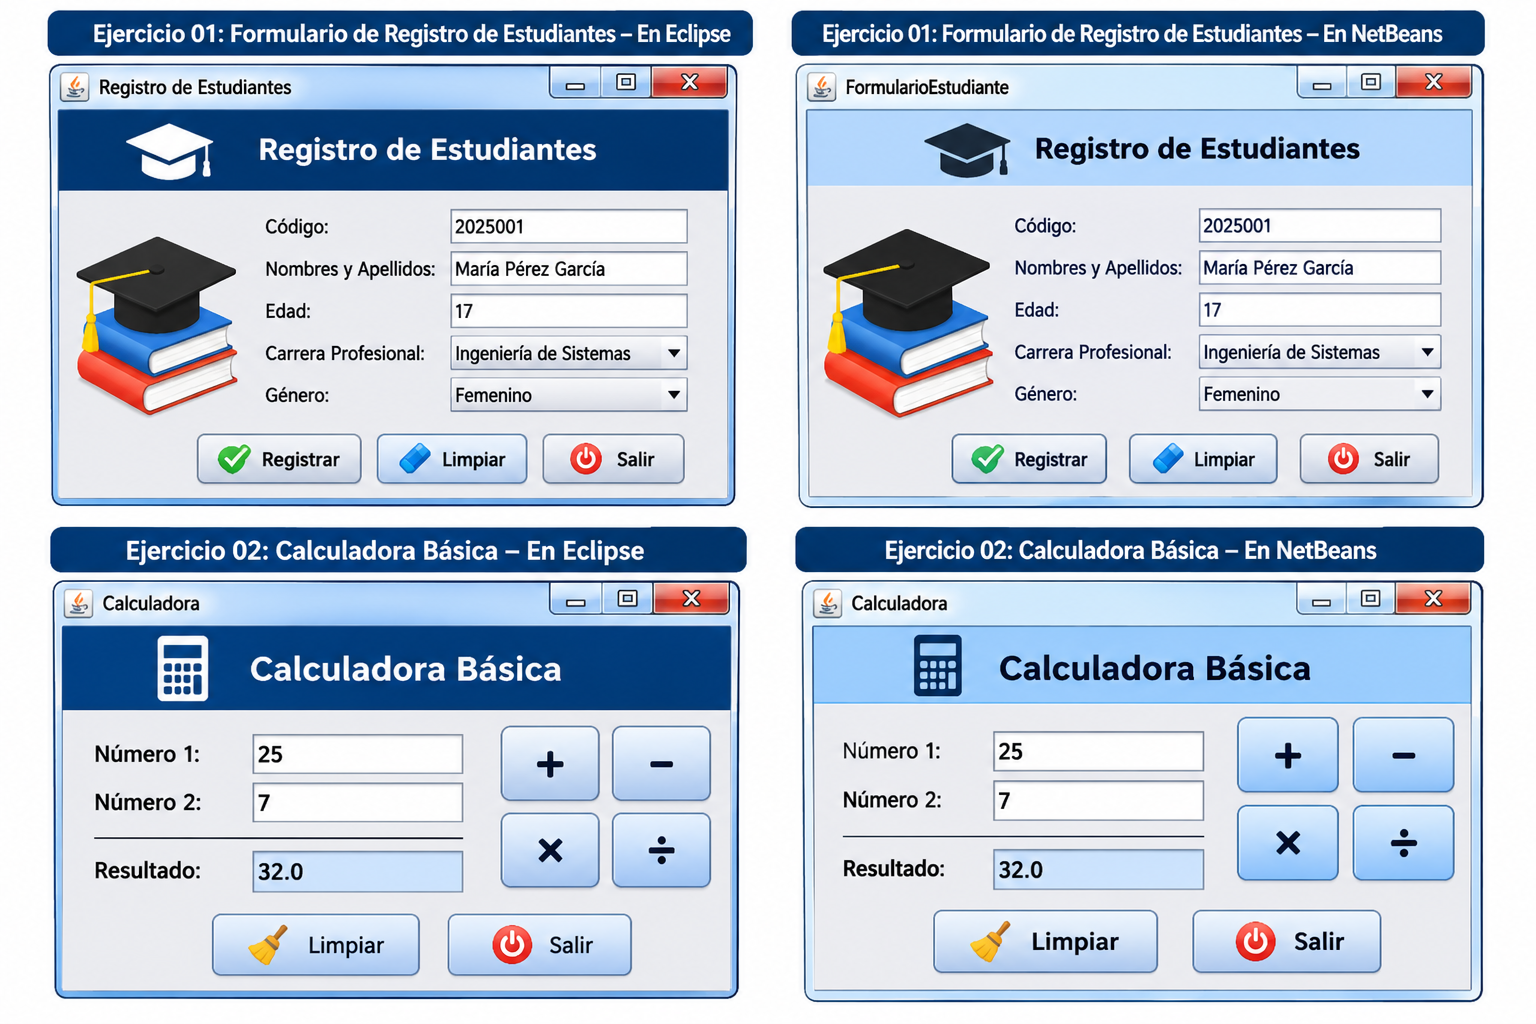 Ejercicio 01: Formulario de Registro de Estudiantes – En Eclipse
Registro de Estudiantes
Registro de Estudiantes
Código: 2025001
Nombres y Apellidos: María Pérez García
Edad: 17
Carrera Profesional: Ingeniería de Sistemas
Género: Femenino
Registrar Limpiar Salir
Ejercicio 01: Formulario de Registro de Estudiantes – En NetBeans
FormularioEstudiante
Registro de Estudiantes
Código: 2025001
Nombres y Apellidos: María Pérez García
Edad: 17
Carrera Profesional: Ingeniería de Sistemas
Género: Femenino
Registrar Limpiar Salir
Ejercicio 02: Calculadora Básica – En Eclipse
Calculadora
Calculadora Básica
Número 1: 25
Número 2: 7
Resultado: 32.0
+ −
× ÷
Limpiar Salir
Ejercicio 02: Calculadora Básica – En NetBeans
Calculadora
Calculadora Básica
Número 1: 25
Número 2: 7
Resultado: 32.0
+ −
× ÷
Limpiar Salir